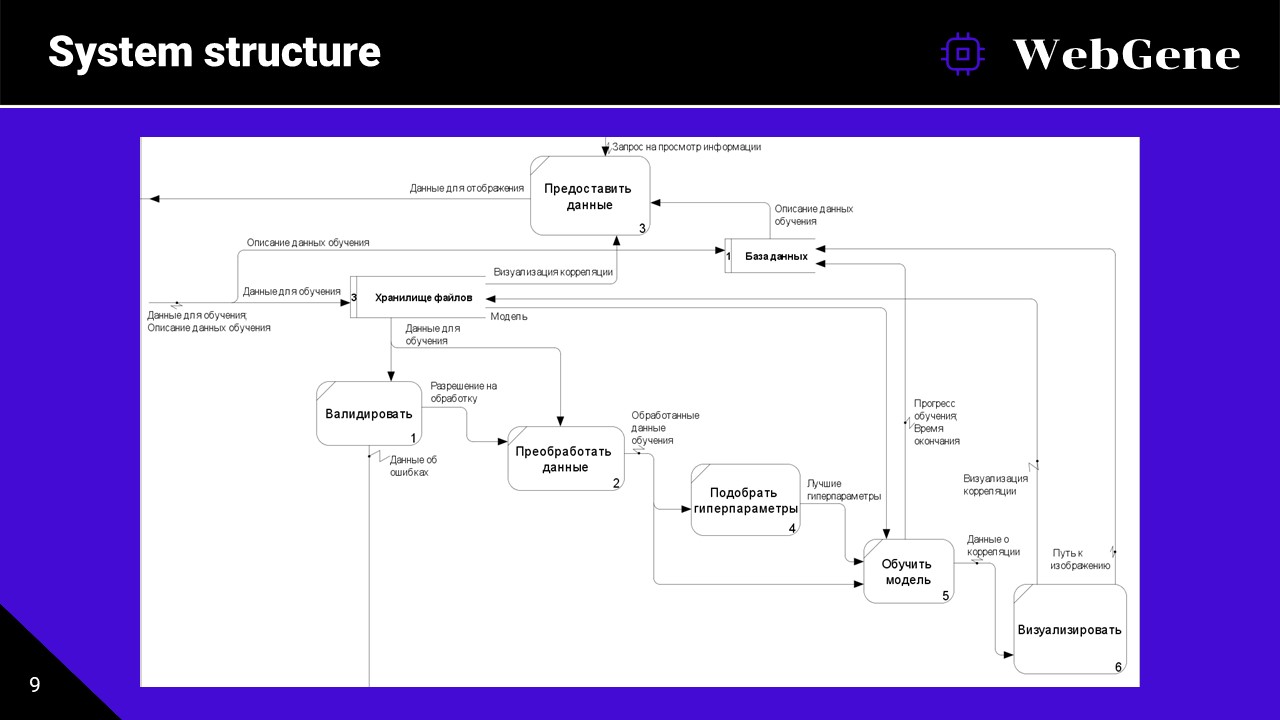 System structure
WebGene
Запрос на просмотр информации
Предоставить
данные
3
Данные для отображения
Описание данных
обучения
Описание данных обучения
1
База данных
Визуализация корреляции
Данные для обучения
3
Хранилище файлов
Данные для обучения;
Описание данных обучения
Модель
Данные для
обучения
Валидировать
1
Разрешение на
обработку
Данные об
ошибках
Преобработать
данные
2
Обработанные
данные
обучения
Подобрать
гиперпараметры
4
Лучшие
гиперпараметры
Прогресс
обучения;
Время
окончания
Обучить
модель
5
Данные о
корреляции
Визуализация
корреляции
Путь к
изображению
Визуализировать
6
9